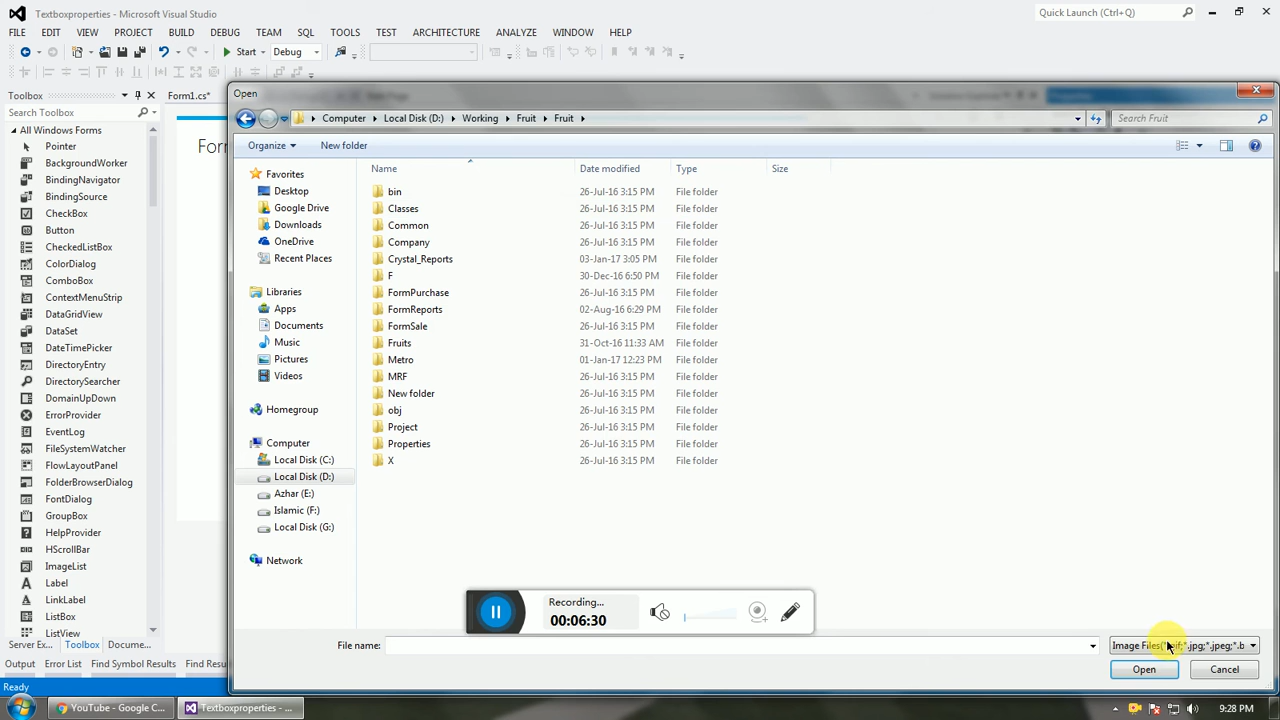 Textboxproperties - Microsoft Visual Studio
Quick Launch (Ctrl+Q)
FILE EDIT VIEW PROJECT BUILD DEBUG TEAM SQL TOOLS TEST ARCHITECTURE ANALYZE WINDOW HELP
Start Debug
Toolbox
Form1.cs*
Search Toolbox
All Windows Forms
Pointer
BackgroundWorker
BindingNavigator
BindingSource
CheckBox
Button
CheckedListBox
ColorDialog
ComboBox
ContextMenuStrip
DataGridView
DataSet
DateTimePicker
DirectoryEntry
DirectorySearcher
DomainUpDown
ErrorProvider
EventLog
FileSystemWatcher
FlowLayoutPanel
FolderBrowserDialog
FontDialog
GroupBox
HelpProvider
HScrollBar
ImageList
Label
LinkLabel
ListBox
ListView
Server Ex... Toolbox Docume...
Output Error List Find Symbol Results Find Resu
Ready
Open
Computer Local Disk (D:) Working Fruit Fruit
Search Fruit
Organize New folder
Favorites
Desktop
Google Drive
Downloads
OneDrive
Recent Places
Libraries
Apps
Documents
Music
Pictures
Videos
Homegroup
Computer
Local Disk (C:)
Local Disk (D:)
Azhar (E:)
Islamic (F:)
Local Disk (G:)
Network
Name Date modified Type Size
bin 26-Jul-16 3:15 PM File folder
Classes 26-Jul-16 3:15 PM File folder
Common 26-Jul-16 3:15 PM File folder
Company 26-Jul-16 3:15 PM File folder
Crystal_Reports 03-Jan-17 3:05 PM File folder
F 30-Dec-16 6:50 PM File folder
FormPurchase 26-Jul-16 3:15 PM File folder
FormReports 02-Aug-16 6:29 PM File folder
FormSale 26-Jul-16 3:15 PM File folder
Fruits 31-Oct-16 11:33 AM File folder
Metro 01-Jan-17 12:23 PM File folder
MRF 26-Jul-16 3:15 PM File folder
New folder 26-Jul-16 3:15 PM File folder
obj 26-Jul-16 3:15 PM File folder
Project 26-Jul-16 3:15 PM File folder
Properties 26-Jul-16 3:15 PM File folder
X 26-Jul-16 3:15 PM File folder
Recording...
00:06:30
File name:
Image Files(*.gif;*.jpg;*.jpeg;*.b
Open Cancel
YouTube - Google C...
Textboxproperties - ...
9:28 PM